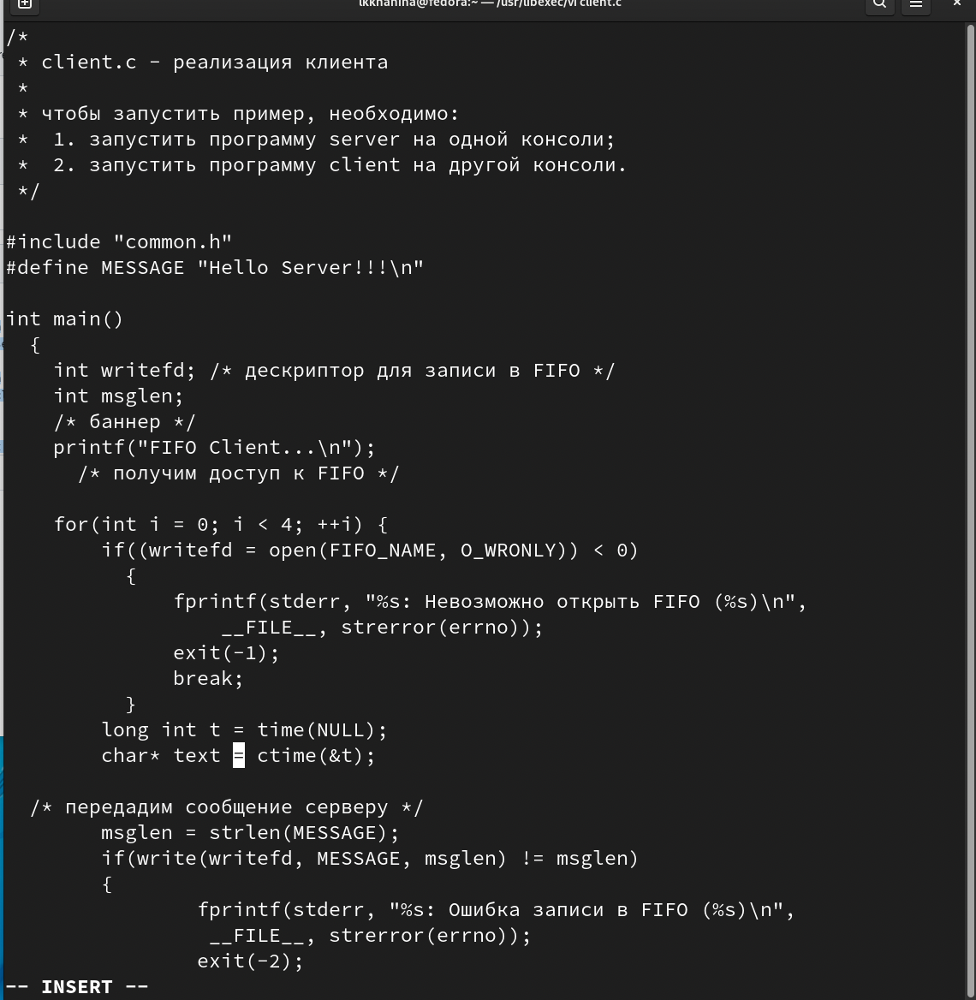 lkkhanina@fedora:~ — /usr/libexec/vi client.c
/*
 * client.c - реализация клиента
 *
 * чтобы запустить пример, необходимо:
 *  1. запустить программу server на одной консоли;
 *  2. запустить программу client на другой консоли.
 */

#include "common.h"
#define MESSAGE "Hello Server!!!\n"

int main()
  {
    int writefd; /* дескриптор для записи в FIFO */
    int msglen;
    /* баннер */
    printf("FIFO Client...\n");
      /* получим доступ к FIFO */

    for(int i = 0; i < 4; ++i) {
        if((writefd = open(FIFO_NAME, O_WRONLY)) < 0)
          {
              fprintf(stderr, "%s: Невозможно открыть FIFO (%s)\n",
                  __FILE__, strerror(errno));
              exit(-1);
              break;
          }
        long int t = time(NULL);
        char* text = ctime(&t);

  /* передадим сообщение серверу */
        msglen = strlen(MESSAGE);
        if(write(writefd, MESSAGE, msglen) != msglen)
        {
                fprintf(stderr, "%s: Ошибка записи в FIFO (%s)\n",
                 __FILE__, strerror(errno));
                exit(-2);
-- INSERT --